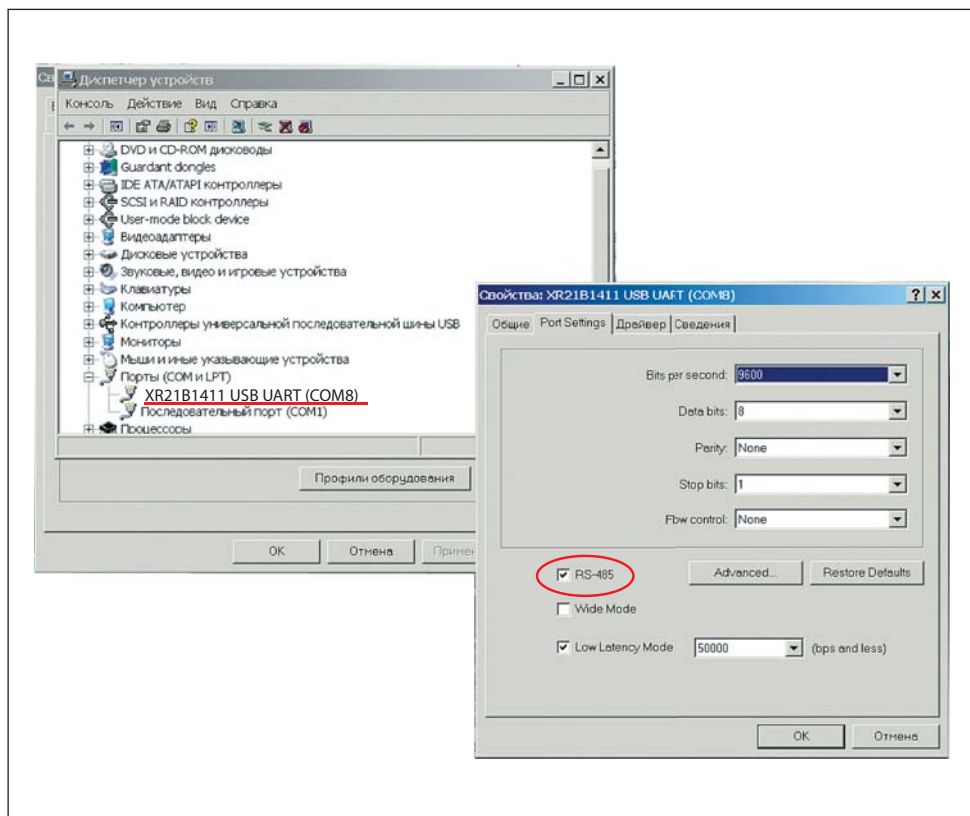 Св
Диспетчер устройств
Консоль Действие Вид Справка
DVD и CD-ROM дисководы
Guardant dongles
IDE ATA/ATAPI контроллеры
SCSI и RAID контроллеры
User-mode block device
Видеоадаптеры
Дисковые устройства
Звуковые, видео и игровые устройства
Клавиатуры
Компьютер
Контроллеры универсальной последовательной шины USB
Мониторы
Мыши и иные указывающие устройства
Порты (COM и LPT)
XR21B1411 USB UART (COM8)
Последовательный порт (COM1)
Процессоры
Профили оборудования
OK Отмена Примен
Свойства: XR21B1411 USB UART (COM8)
Общие Port Settings Драйвер Сведения
Bits per second: 9600
Data bits: 8
Parity: None
Stop bits: 1
Flow control: None
RS-485 Advanced... Restore Defaults
Wide Mode
Low Latency Mode 50000 (bps and less)
OK Отмена